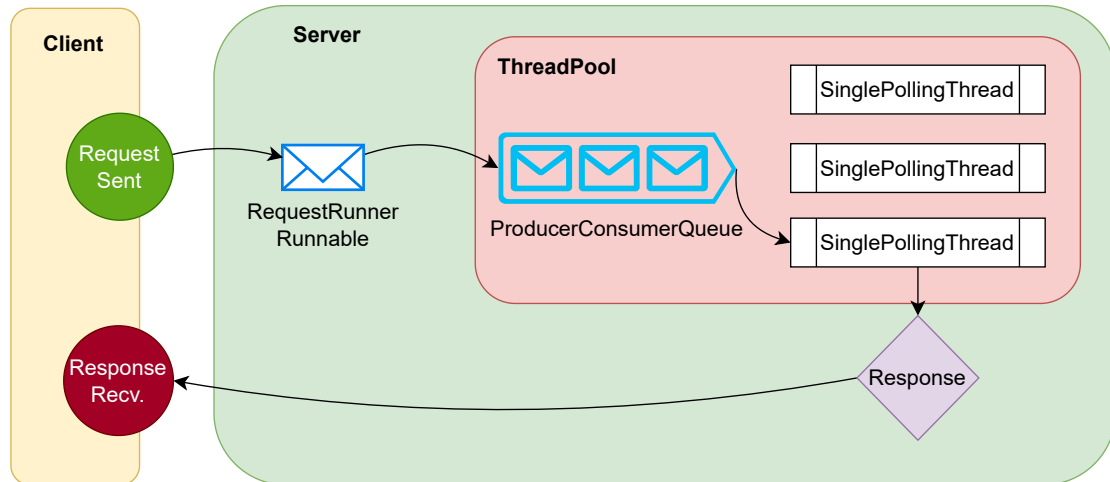 Client
Server
ThreadPool
SinglePollingThread
Request
Sent
RequestRunner
Runnable
ProducerConsumerQueue
SinglePollingThread
SinglePollingThread
Response
Recv.
Response